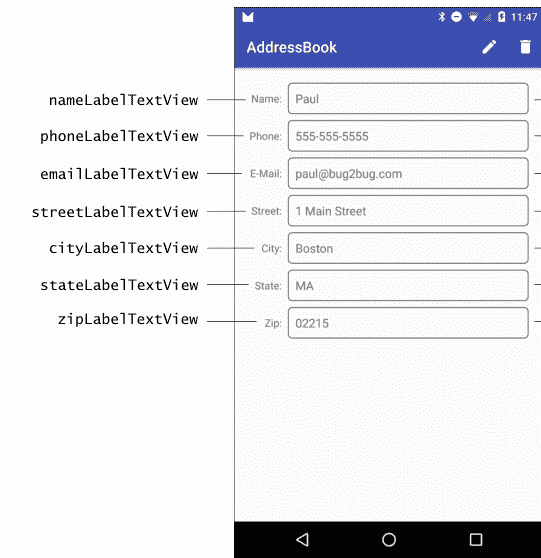 11:47
AddressBook
nameLabelTextView Name: Paul
phoneLabelTextView Phone: 555-555-5555
emailLabelTextView E-Mail: paul@bug2bug.com
streetLabelTextView Street: 1 Main Street
cityLabelTextView City: Boston
stateLabelTextView State: MA
zipLabelTextView Zip: 02215